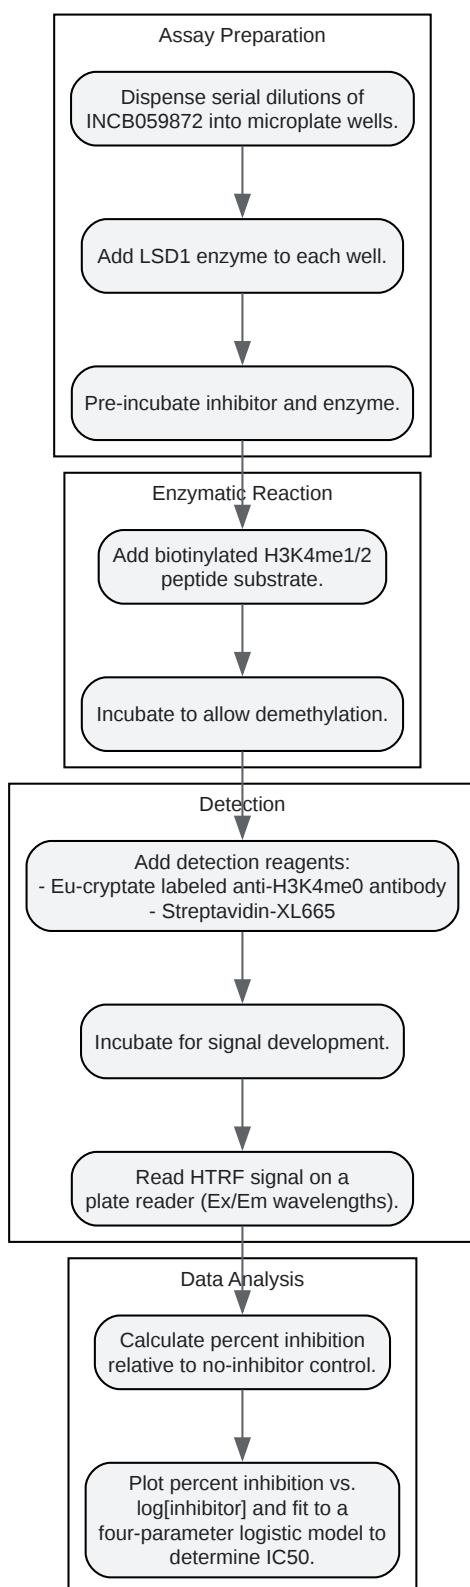 Assay Preparation
Dispense serial dilutions of
INCB059872 into microplate wells.
Add LSD1 enzyme to each well.
Pre-incubate inhibitor and enzyme.
Enzymatic Reaction
Add biotinylated H3K4me1/2
peptide substrate.
Incubate to allow demethylation.
Detection
Add detection reagents:
- Eu-cryptate labeled anti-H3K4me0 antibody
- Streptavidin-XL665
Incubate for signal development.
Read HTRF signal on a
plate reader (Ex/Em wavelengths).
Data Analysis
Calculate percent inhibition
relative to no-inhibitor control.
Plot percent inhibition vs.
log[inhibitor] and fit to a
four-parameter logistic model to
determine IC50.